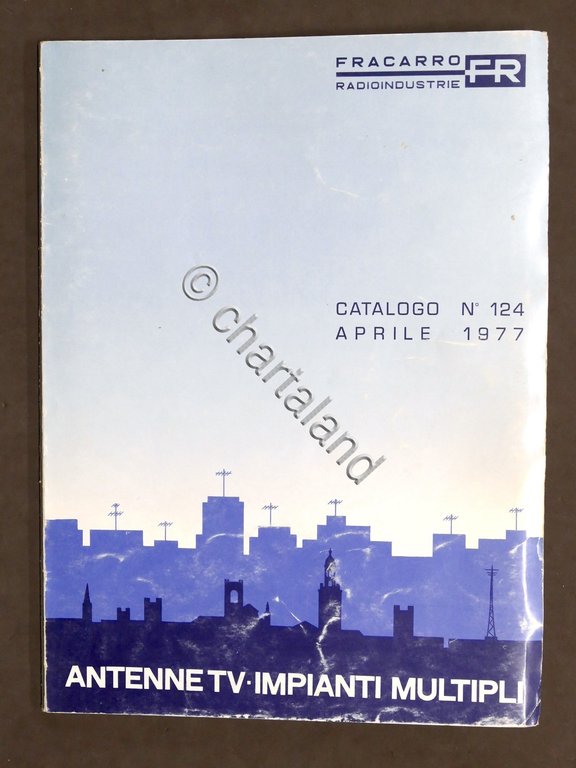 FRACARRO
RADIOINDUSTRIE
FR
CATALOGO N° 124
APRILE 1977
© chartaland
ANTENNE TV·IMPIANTI MULTIPLI